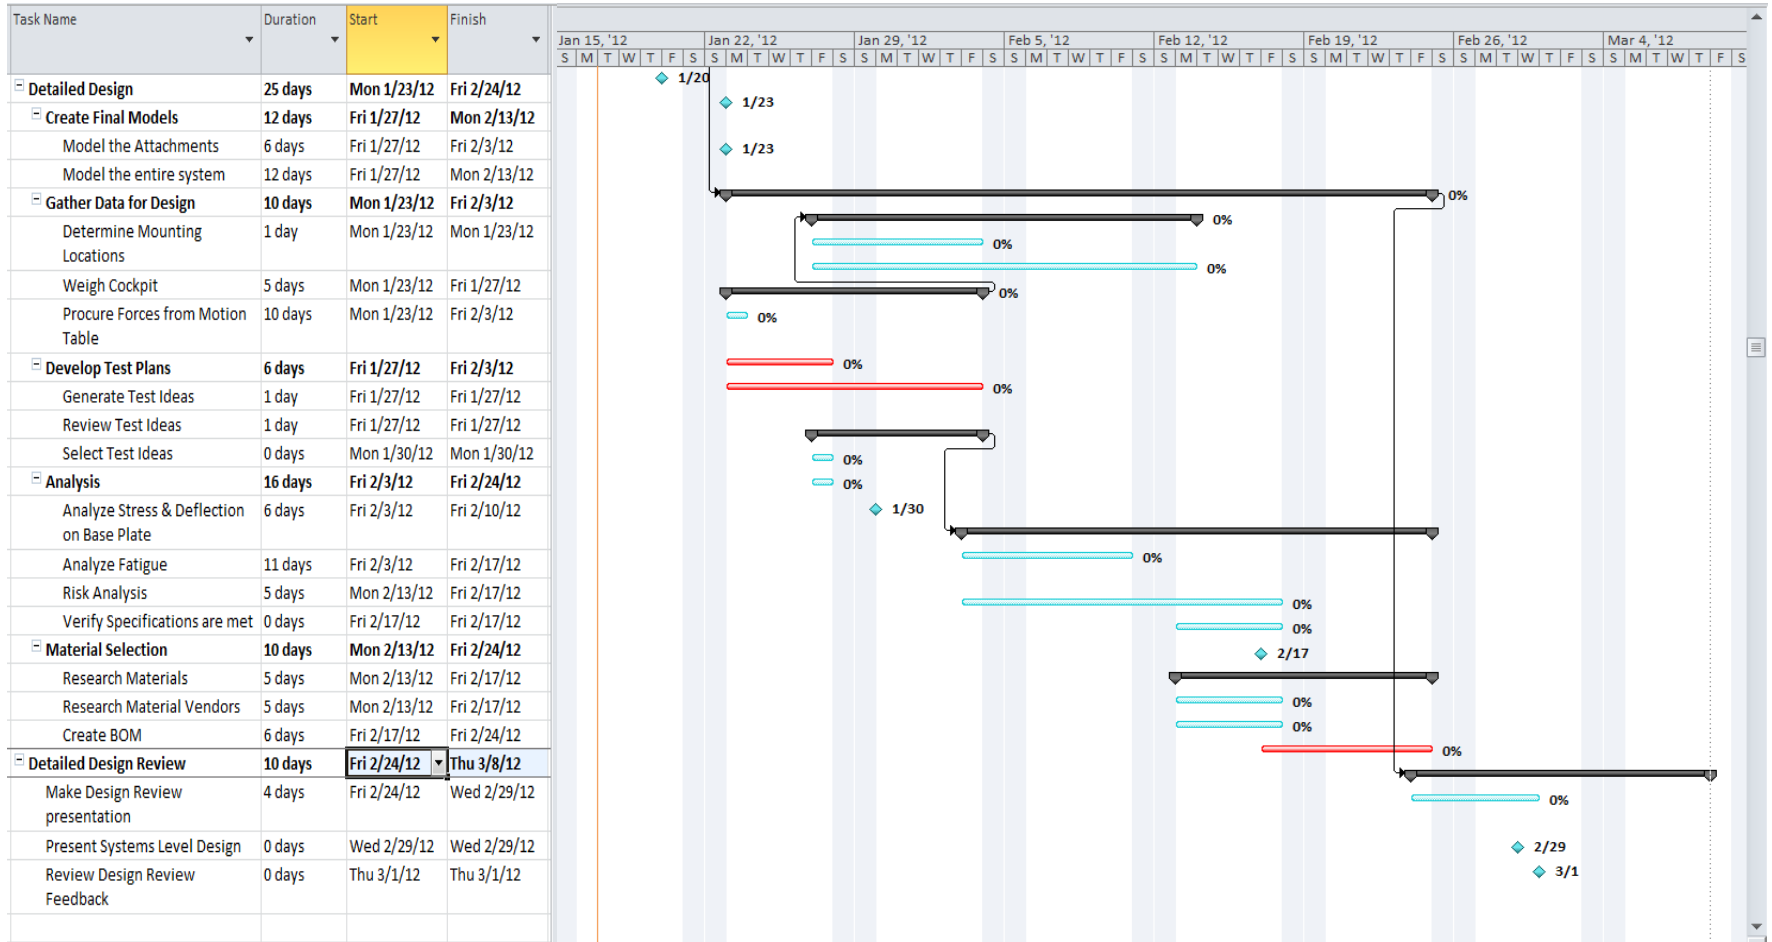 Task Name Duration Start Finish
Jan 15, '12 Jan 22, '12 Jan 29, '12 Feb 5, '12 Feb 12, '12 Feb 19, '12 Feb 26, '12 Mar 4, '12
S M T W T F S S M T W T F S S M T W T F S S M T W T F S S M T W T F S S M T W T F S S M T W T F S S M T W T F S
Detailed Design 25 days Mon 1/23/12 Fri 2/24/12
Create Final Models 12 days Fri 1/27/12 Mon 2/13/12
Model the Attachments 6 days Fri 1/27/12 Fri 2/3/12
Model the entire system 12 days Fri 1/27/12 Mon 2/13/12
Gather Data for Design 10 days Mon 1/23/12 Fri 2/3/12
Determine Mounting 1 day Mon 1/23/12 Mon 1/23/12
Locations
Weigh Cockpit 5 days Mon 1/23/12 Fri 1/27/12
Procure Forces from Motion 10 days Mon 1/23/12 Fri 2/3/12
Table
Develop Test Plans 6 days Fri 1/27/12 Fri 2/3/12
Generate Test Ideas 1 day Fri 1/27/12 Fri 1/27/12
Review Test Ideas 1 day Fri 1/27/12 Fri 1/27/12
Select Test Ideas 0 days Mon 1/30/12 Mon 1/30/12
Analysis 16 days Fri 2/3/12 Fri 2/24/12
Analyze Stress & Deflection 6 days Fri 2/3/12 Fri 2/10/12
on Base Plate
Analyze Fatigue 11 days Fri 2/3/12 Fri 2/17/12
Risk Analysis 5 days Mon 2/13/12 Fri 2/17/12
Verify Specifications are met 0 days Fri 2/17/12 Fri 2/17/12
Material Selection 10 days Mon 2/13/12 Fri 2/24/12
Research Materials 5 days Mon 2/13/12 Fri 2/17/12
Research Material Vendors 5 days Mon 2/13/12 Fri 2/17/12
Create BOM 6 days Fri 2/17/12 Fri 2/24/12
Detailed Design Review 10 days Fri 2/24/12 Thu 3/8/12
Make Design Review 4 days Fri 2/24/12 Wed 2/29/12
presentation
Present Systems Level Design 0 days Wed 2/29/12 Wed 2/29/12
Review Design Review 0 days Thu 3/1/12 Thu 3/1/12
Feedback
1/20
1/23
1/23
0%
0%
0%
0%
0%
0%
0%
0%
0%
0%
1/30
0%
0%
0%
2/17
0%
0%
0%
0%
2/29
3/1